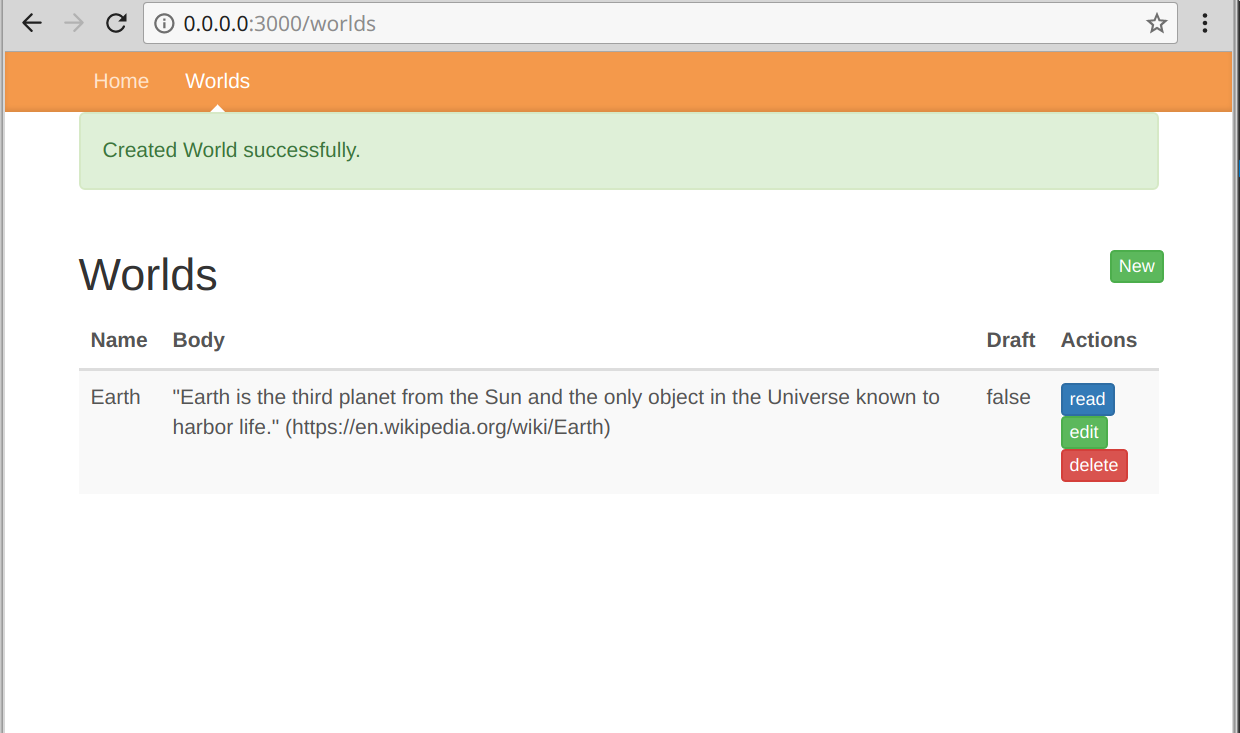 0.0.0.0:3000/worlds
Home Worlds
Created World successfully.
Worlds
New
Name Body Draft Actions
Earth "Earth is the third planet from the Sun and the only object in the Universe known to false read
harbor life." (https://en.wikipedia.org/wiki/Earth)
edit
delete